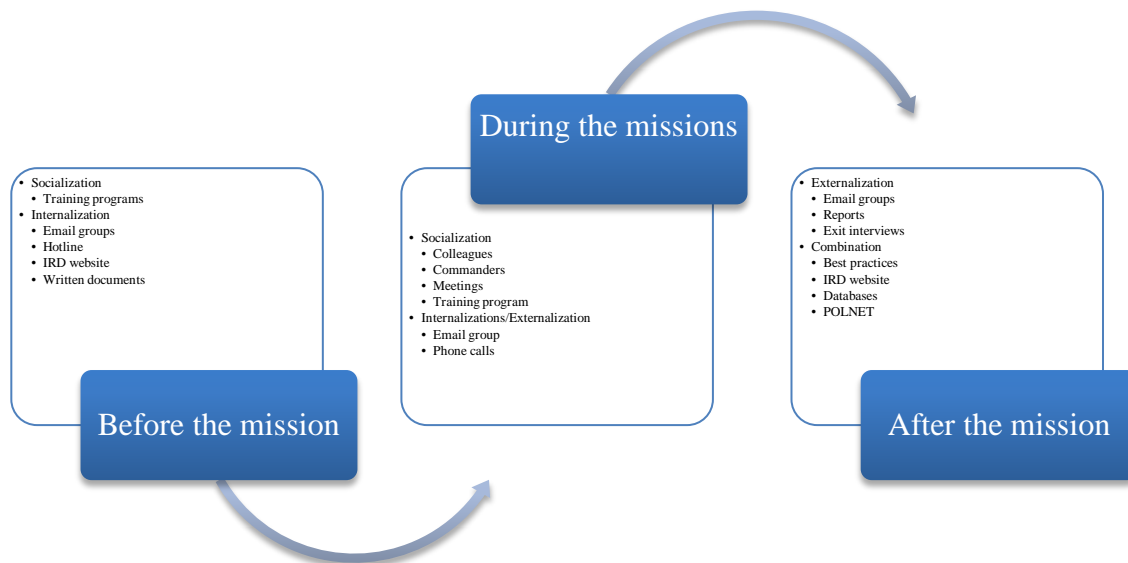 • Socialization
• Training programs
• Internalization
• Email groups
• Hotline
• IRD website
• Written documents
Before the mission
During the missions
• Socialization
• Colleagues
• Commanders
• Meetings
• Training program
• Internalizations/Externalization
• Email group
• Phone calls
• Externalization
• Email groups
• Reports
• Exit interviews
• Combination
• Best practices
• IRD website
• Databases
• POLNET
After the mission